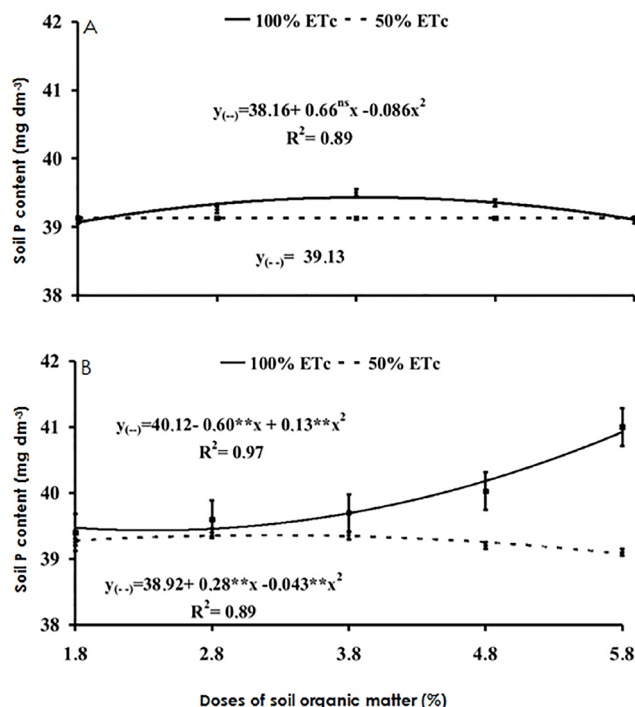 A
100% ETc 50% ETc
42
41
40
39
38
Soil P content (mg dm⁻³)
y₍₋₋₎=38.16+ 0.66ⁿˢx -0.086x²
R²= 0.89
y₍₋ ₋₎= 39.13
B
100% ETc 50% ETc
42
41
40
39
38
Soil P content (mg dm⁻³)
y₍₋₋₎=40.12- 0.60**x + 0.13**x²
R²= 0.97
y₍₋ ₋₎=38.92+ 0.28**x -0.043**x²
R²= 0.89
1.8 2.8 3.8 4.8 5.8
Doses of soil organic matter (%)